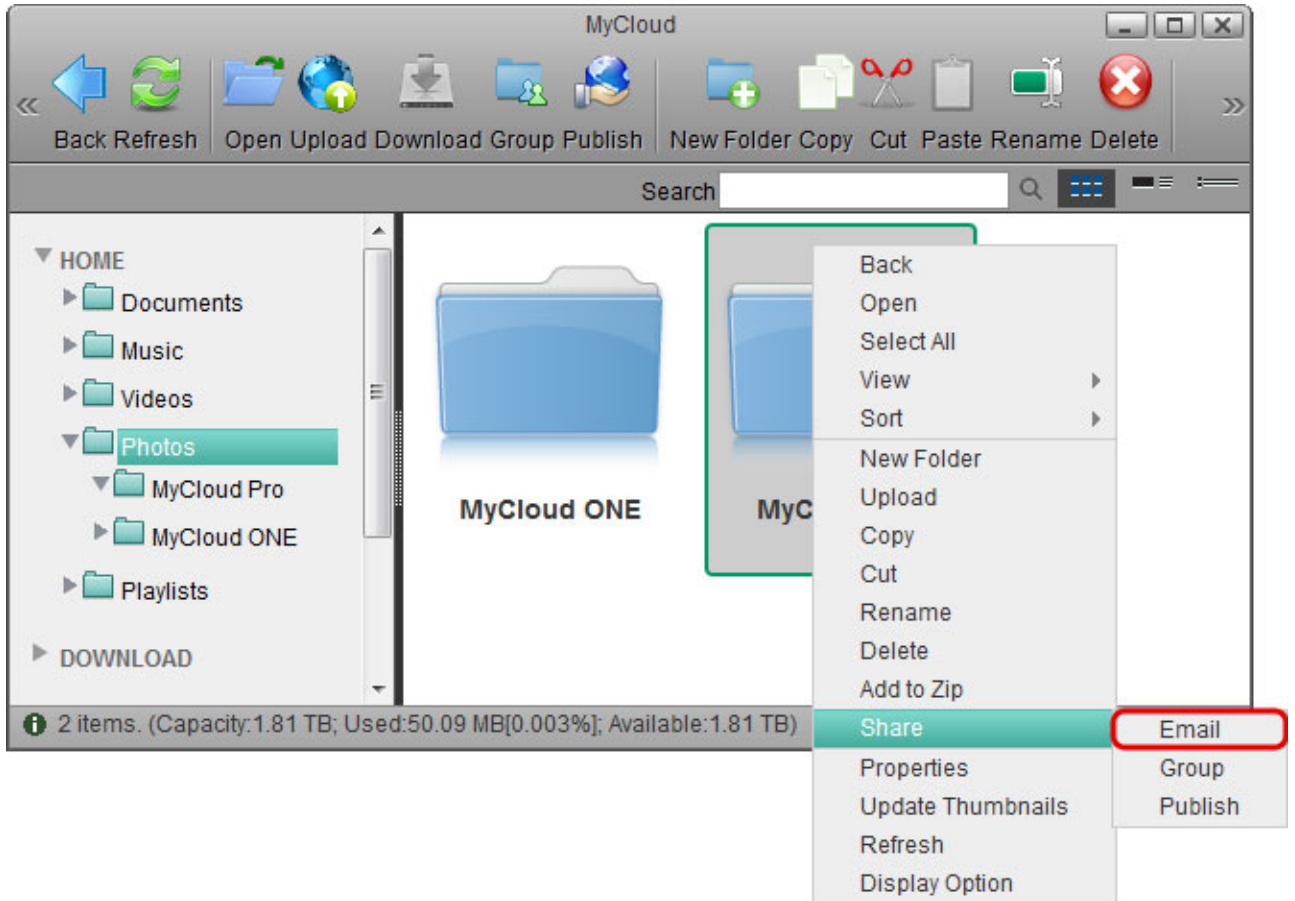 MyCloud
Back Refresh Open Upload Download Group Publish New Folder Copy Cut Paste Rename Delete
Search
HOME
Documents
Music
Videos
Photos
MyCloud Pro
MyCloud ONE
Playlists
DOWNLOAD
MyCloud ONE
MyC
2 items. (Capacity:1.81 TB; Used:50.09 MB[0.003%]; Available:1.81 TB)
Back
Open
Select All
View
Sort
New Folder
Upload
Copy
Cut
Rename
Delete
Add to Zip
Share
Properties
Update Thumbnails
Refresh
Display Option
Email
Group
Publish